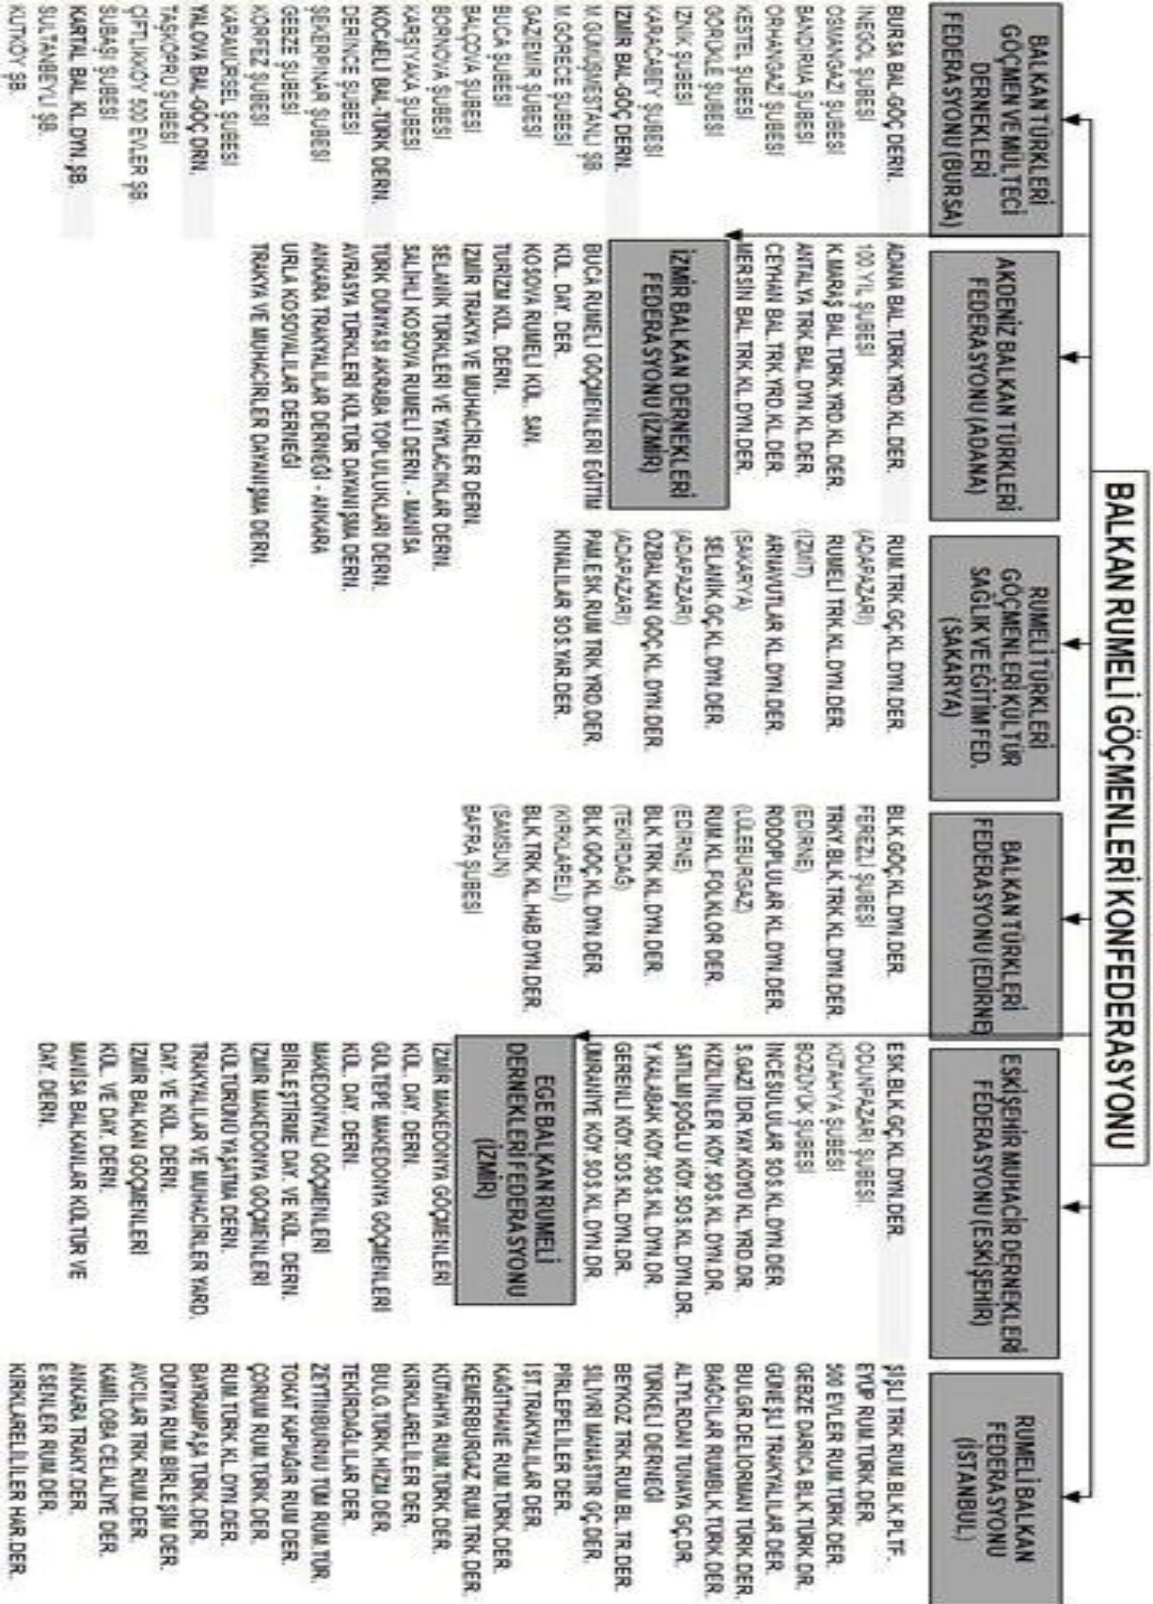 BALKAN RUMELİ GÖÇMENLERİ KONFEDERASYONU
BALKAN TÜRKLERİ
GÖÇMEN VE MÜLTECİ
DERNEKLERİ
FEDERASYONU (BURSA)
BURSA BAL.GÖÇ DERN.
İNEGÖL ŞUBESİ
OSMANGAZİ ŞUBESİ
BANDIRMA ŞUBESİ
ORHANGAZİ ŞUBESİ
KESTEL ŞUBESİ
GÖRÜKLE ŞUBESİ
İZNİK ŞUBESİ
KARACABEY ŞUBESİ
İZMİR BAL-GÖÇ DERN.
M.GÜMÜŞMESTANLI ŞB.
M.GÖRECE ŞUBESİ
GAZİEMİR ŞUBESİ
BUCA ŞUBESİ
BALÇOVA ŞUBESİ
BORNOVA ŞUBESİ
KARŞIYAKA ŞUBESİ
KOCAELİ BAL-TÜRK DERN.
DERİNCE ŞUBESİ
ŞEKERPINAR ŞUBESİ
GEBZE ŞUBESİ
KÖRFEZ ŞUBESİ
KARAMÜRSEL ŞUBESİ
YALOVA BAL-GÖÇ DRN.
TAŞKÖPRÜ ŞUBESİ
ÇİFTLİKKÖY 500 EVLER ŞB.
SUBAŞI ŞUBESİ
KARTAL BAL. KL. DYN. ŞB.
SULTANBEYLİ ŞB.
KUTKÖY ŞB.
AKDENİZ BALKAN TÜRKLERİ
FEDERASYONU (ADANA)
ADANA BAL.TÜRK.YRD.KL.DER.
100 YIL ŞUBESİ
K.MARAŞ BAL.TÜRK.YRD.KL.DER.
ANTALYA TRK.BAL.DYN.KL.DER.
CEYHAN BAL.TRK.YRD.KL.DER.
MERSİN BAL.TRK.KL.DYN.DER.
İZMİR BALKAN DERNEKLERİ
FEDERASYONU (İZMİR)
BUCA RUMELİ GÖÇMENLERİ EĞİTİM
KÜL. DAY. DER.
KOSOVA RUMELİ KÜL. SAN.
TURİZM KÜL. DERN.
İZMİR TRAKYA VE MUHACİRLER DERN.
SELANİK TÜRKLERİ VE YAYLACIKLAR DERN.
SALİHLİ KOSOVA RUMELİ DERN. - MANİSA
TÜRK DÜNYASI AKRABA TOPLULUKLARI DERN.
AVRASYA TÜRKLERİ KÜLTÜR DAYANIŞMA DERN.
ANKARA TRAKYALILAR DERNEĞİ - ANKARA
URLA KOSOVALILAR DERNEĞİ
TRAKYA VE MUHACİRLER DAYANIŞMA DERN.
RUMELİ TÜRKLERİ
GÖÇMENLERİ KÜLTÜR
SAĞLIK VE EĞİTİM FED.
(SAKARYA)
RUM.TRK.GÇ.KL.DYN.DER.
(ADAPAZARI)
RUMELİ TRK.KL.DYN.DER.
(İZMİT)
ARNAVUTLAR KL.DYN.DER.
(SAKARYA)
SELANİK.GÇ.KL.DYN.DER.
(ADAPAZARI)
ÖZBALKAN GÖÇ.KL.DYN.DER.
(ADAPAZARI)
PAM.ESK.RUM.TRK.YRD.DER.
KINALILAR SOS.YAR.DER.
BALKAN TÜRKLERİ
FEDERASYONU (EDİRNE)
BLK.GÖÇ.KL.DYN.DER.
FEREZLİ ŞUBESİ
TRKY.BLK.TRK.KL.DYN.DER.
(EDİRNE)
RODOPLULAR KL.DYN.DER.
(LÜLEBURGAZ)
RUM.KL.FOLKLOR DER.
(EDİRNE)
BLK.TRK.KL.DYN.DER.
(TEKİRDAĞ)
BLK.GÖÇ.KL.DYN.DER.
(KIRKLARELİ)
BLK.TRK.KL.HAB.DYN.DER.
(SAMSUN)
BAFRA ŞUBESİ
ESKİŞEHİR MUHACİR DERNEKLERİ
FEDERASYONU (ESKİŞEHİR)
ESK.BLK.GÇ.KL.DYN.DER.
ODUNPAZARI ŞUBESİ.
KÜTAHYA ŞUBESİ
BOZÜYÜK ŞUBESİ
İNCESULULAR SOS.KL.DYN.DER.
S.GAZİ İDR.YAY.KÖYÜ KL.YRD.DR.
KIZILİNLER KÖY.SOS.KL.DYN.DR.
SATILMIŞOĞLU KÖY.SOS.KL.DYN.DR.
Y.KALABAK KÖY.SOS.KL.DYN.DR.
GERENLİ KÖY.SOS.KL.DYN.DR.
ÜMRANİYE KÖY.SOS.KL.DYN.DR.
EGE BALKAN RUMELİ
DERNEKLERİ FEDERASYONU
(İZMİR)
İZMİR MAKEDONYA GÖÇMENLERİ
KÜL. DAY. DERN.
GÜLTEPE MAKEDONYA GÖÇMENLERİ
KÜL. DAY. DERN.
MAKEDONYALI GÖÇMENLERİ
BİRLEŞTİRME DAY. VE KÜL. DERN.
İZMİR MAKEDONYA GÖÇMENLERİ
KÜLTÜRÜNÜ YAŞATMA DERN.
TRAKYALILAR VE MUHACİRLER YARD.
DAY. VE KÜL. DERN.
İZMİR BALKAN GÖÇMENLERİ
KÜL. VE DAY. DERN.
MANİSA BALKANLAR KÜLTÜR VE
DAY. DERN.
RUMELİ BALKAN
FEDERASYONU
(İSTANBUL)
ŞİŞLİ TRK.RUM.BLK.PLTF.
EYÜP RUM.TÜRK.DER.
500 EVLER RUM.TÜRK.DER.
GEBZE DARICA BLK.TÜRK.DR.
GÜNEŞLİ TRAKYALILAR DER.
BULGR.DELİORMAN TÜRK.DER.
BAĞCILAR RUMBLK.TÜRK.DER.
ALTYLRDAN TUNAYA GÇ.DR.
TÜRKELİ DERNEĞİ
BEYKOZ TRK.RUM.BL.TR.DER.
SİLİVRİ MANASTIR GÇ.DER.
PİRLEPELİLER DER.
İST.TRAKYALILAR DER.
KAĞITHANE RUM.TÜRK.DER.
KEMERBURGAZ RUM.TRK.DER.
KÜTAHYA RUM.TÜRK.DER.
KIRKLARELİLER DER.
BULG.TÜRK.HİZM.DER.
TEKİRDAĞLILAR DER.
ZEYTİNBURNU TÜM RUM.TÜR.
TOKAT KAPIAĞIR RUM DER.
ÇORUM RUM.TÜRK.DER.
RUM.TÜRK.KL.DYN.DER.
BAYRAMPAŞA TÜRK.DER.
DÜNYA RUM.BİRLEŞİM DER.
AVCILAR TRK.RUM.DER.
KAMİLOBA CELALİYE DER.
ANKARA TRAKY.DER.
ESENLER RUM.DER.
KIRKLARELİLİLER HAR.DER.